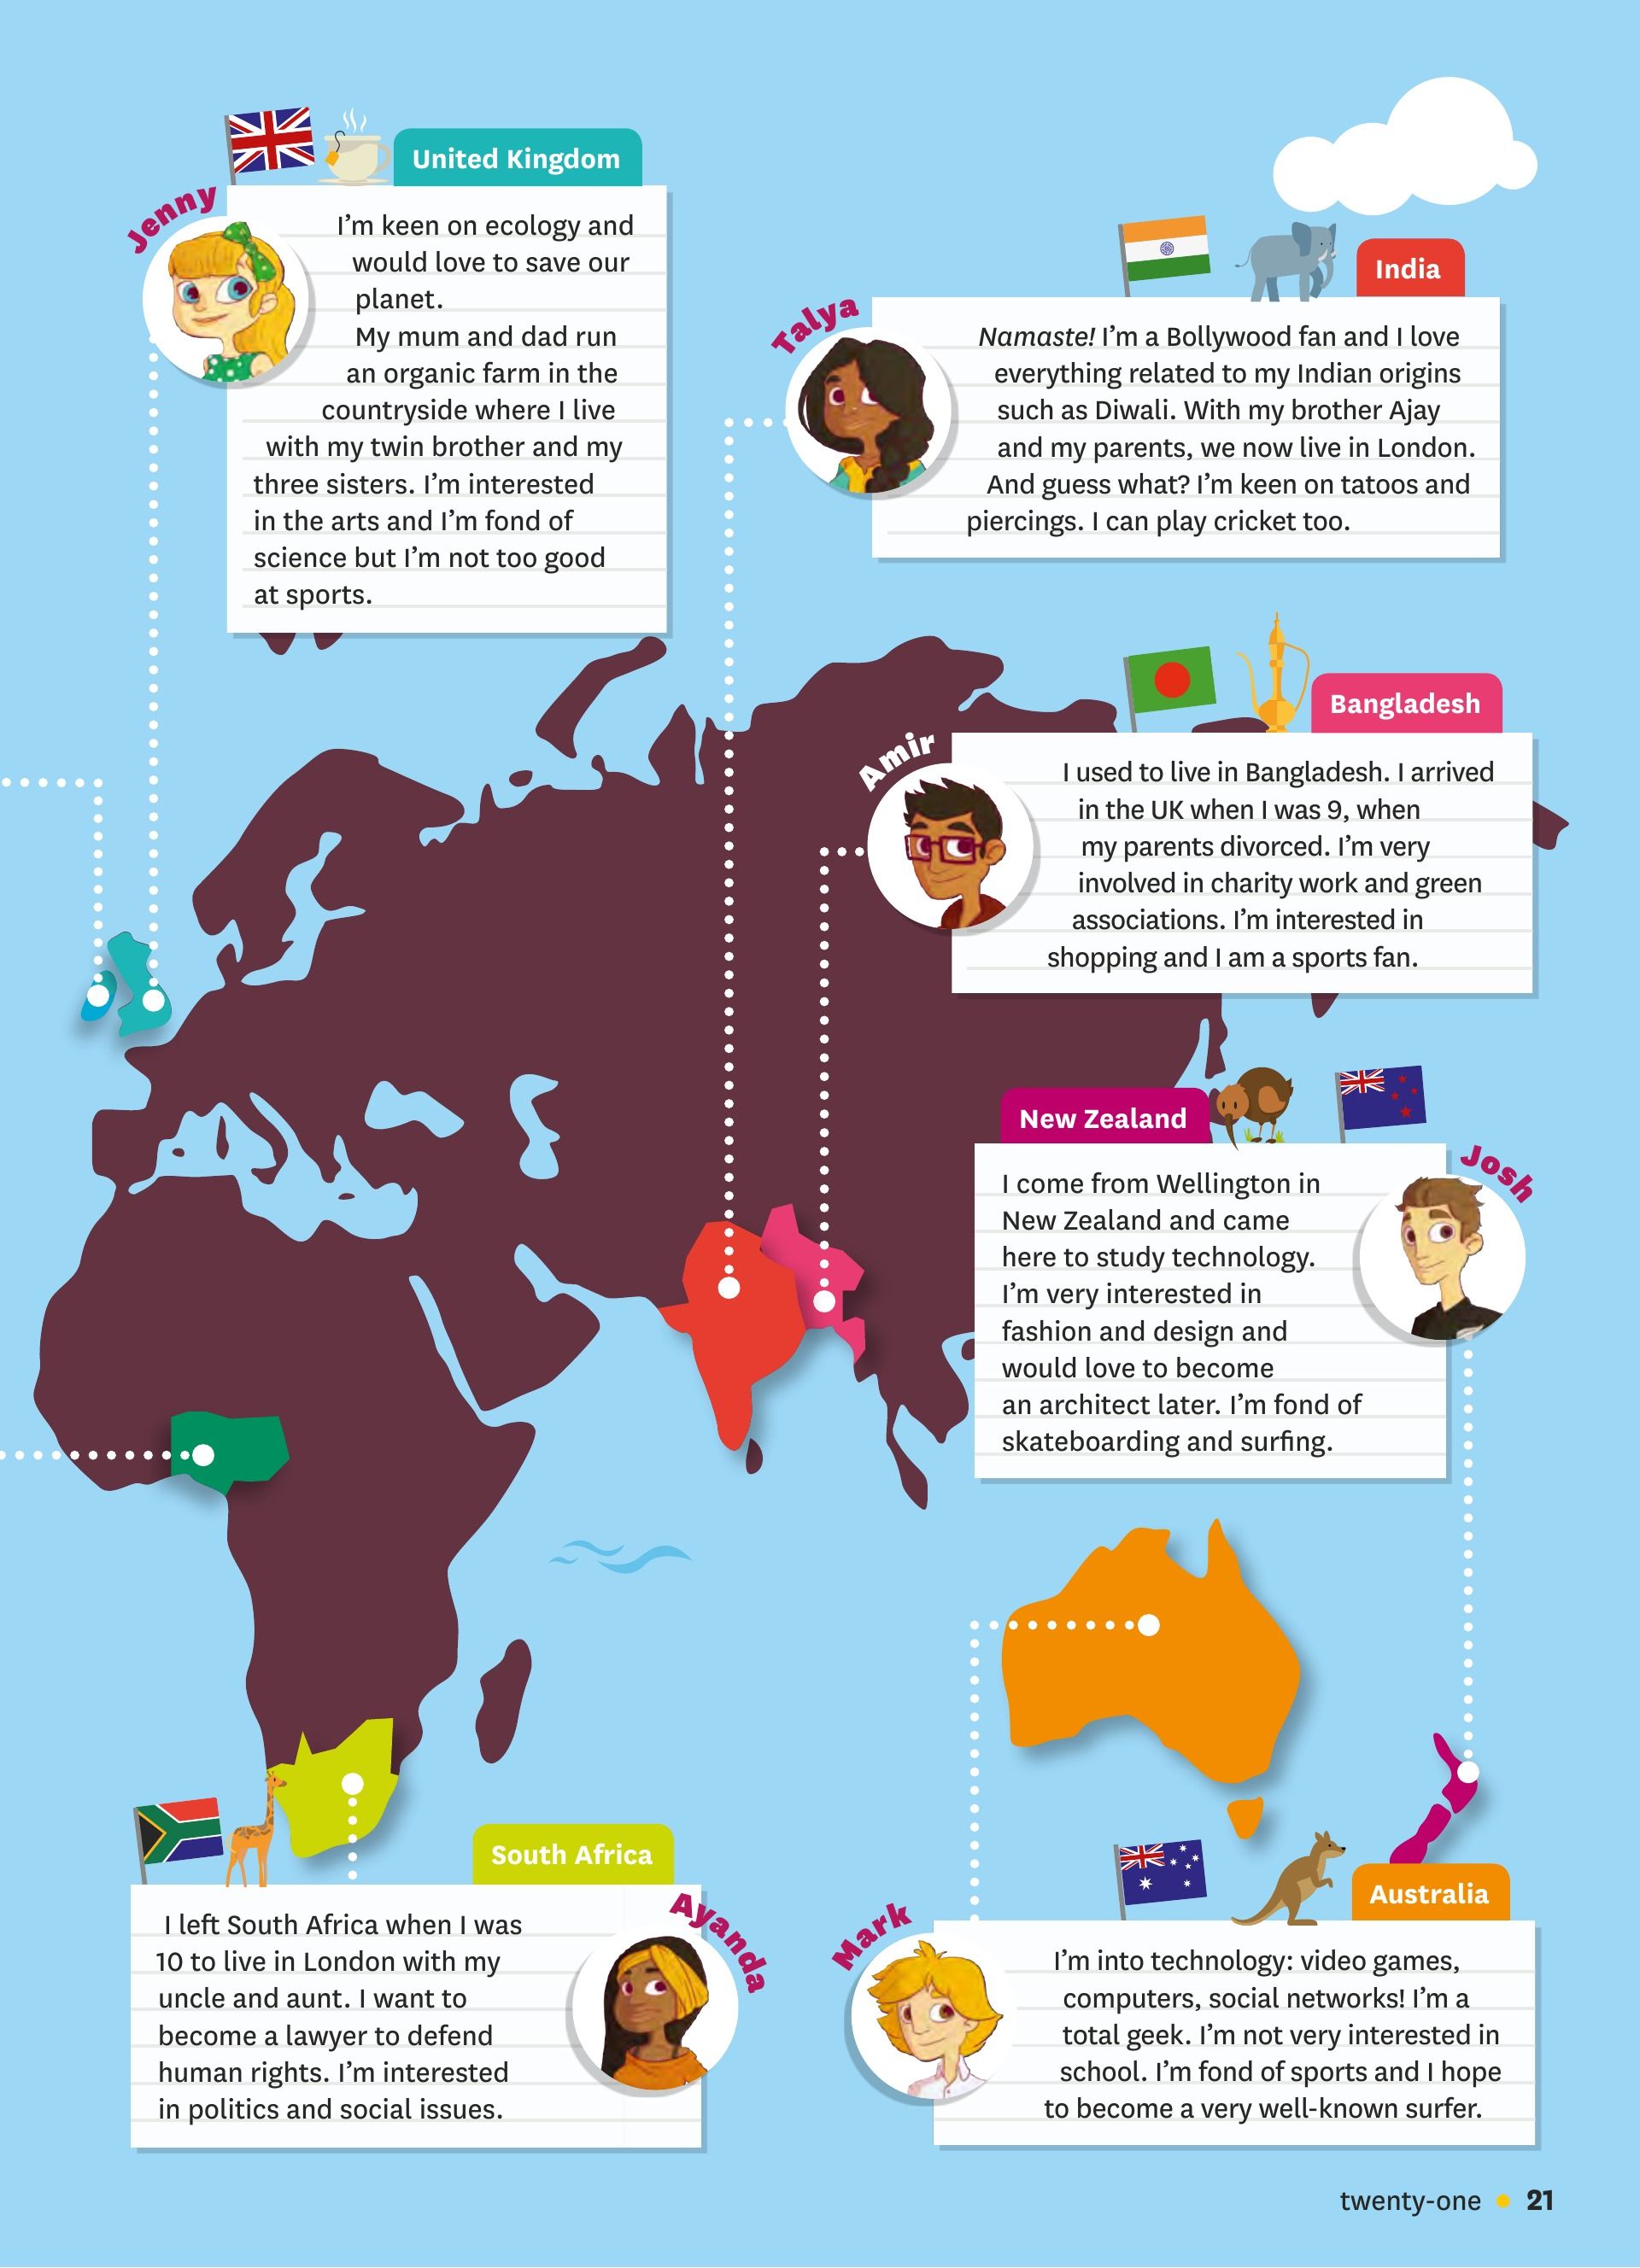 United Kingdom
Jenny
I'm keen on ecology and
would love to save our
planet.
My mum and dad run
an organic farm in the
countryside where I live
with my twin brother and my
three sisters. I'm interested
in the arts and I'm fond of
science but I'm not too good
at sports.
India
Talya
Namaste! I'm a Bollywood fan and I love
everything related to my Indian origins
such as Diwali. With my brother Ajay
and my parents, we now live in London.
And guess what? I'm keen on tatoos and
piercings. I can play cricket too.
Bangladesh
Amir
I used to live in Bangladesh. I arrived
in the UK when I was 9, when
my parents divorced. I'm very
involved in charity work and green
associations. I'm interested in
shopping and I am a sports fan.
New Zealand
Josh
I come from Wellington in
New Zealand and came
here to study technology.
I'm very interested in
fashion and design and
would love to become
an architect later. I'm fond of
skateboarding and surfing.
South Africa
Ayanda
I left South Africa when I was
10 to live in London with my
uncle and aunt. I want to
become a lawyer to defend
human rights. I'm interested
in politics and social issues.
Australia
Mark
I'm into technology: video games,
computers, social networks! I'm a
total geek. I'm not very interested in
school. I'm fond of sports and I hope
to become a very well-known surfer.
twenty-one • 21